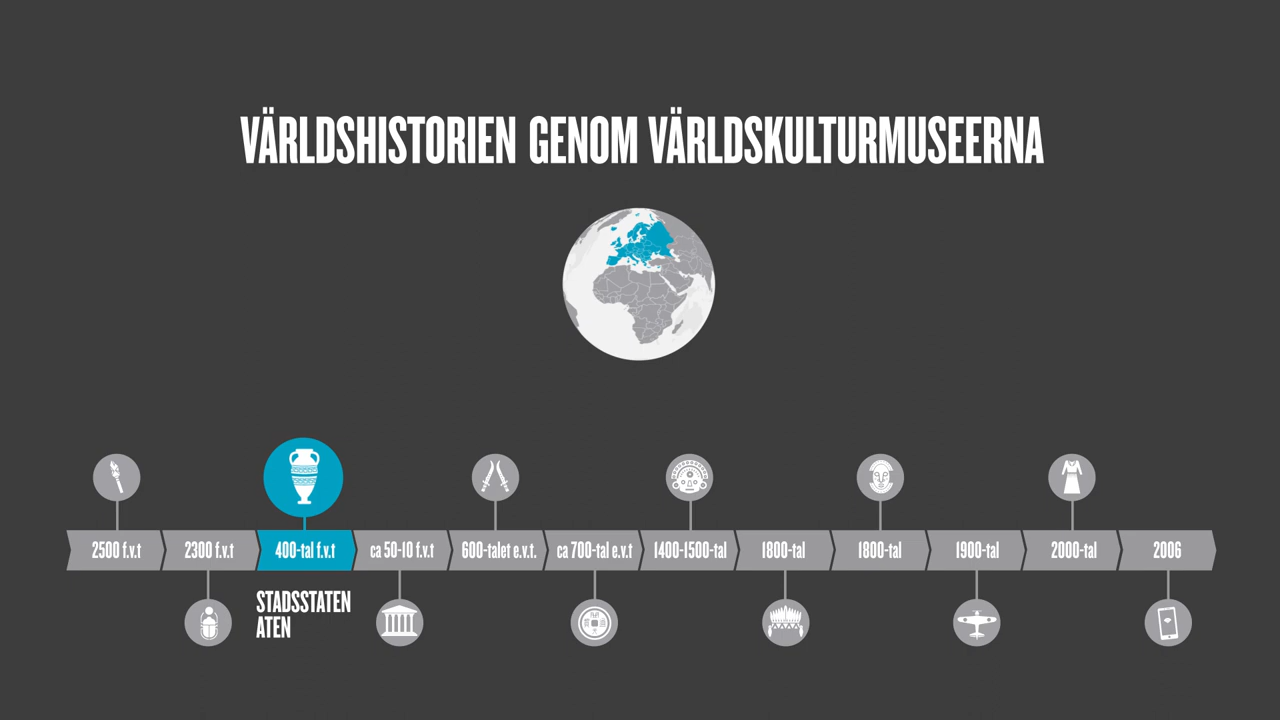 VÄRLDSHISTORIEN GENOM VÄRLDSKULTURMUSEERNA
2500 f.v.t
2300 f.v.t
400-tal f.v.t
ca 50-10 f.v.t
600-talet e.v.t.
ca 700-tal e.v.t
1400-1500-tal
1800-tal
1800-tal
1900-tal
2000-tal
2006
STADSSTATEN
ATEN